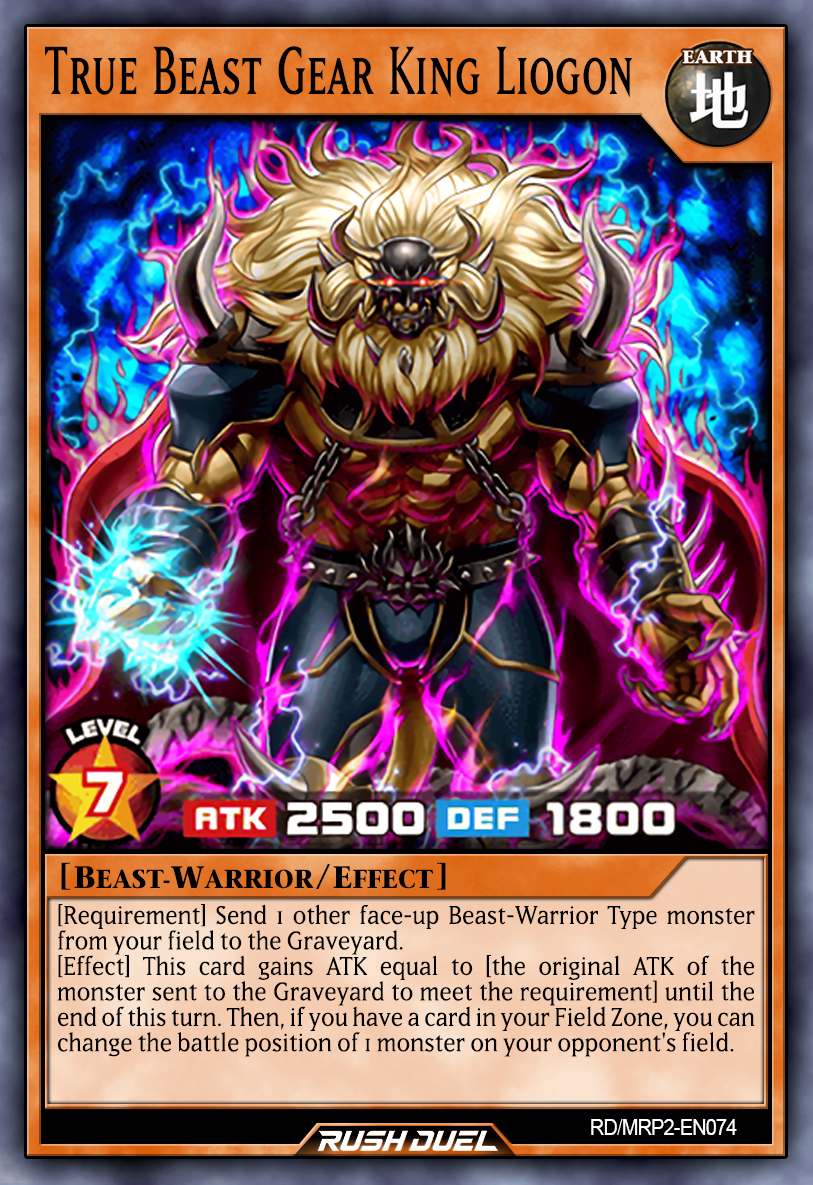 True Beast Gear King Liogon
EARTH
地
LEVEL
7
ATK 2500 DEF 1800
[Beast-Warrior/Effect]
[Requirement] Send 1 other face-up Beast-Warrior Type monster
from your field to the Graveyard.
[Effect] This card gains ATK equal to [the original ATK of the
monster sent to the Graveyard to meet the requirement] until the
end of this turn. Then, if you have a card in your Field Zone, you can
change the battle position of 1 monster on your opponent's field.
RD/MRP2-EN074
RUSH DUEL